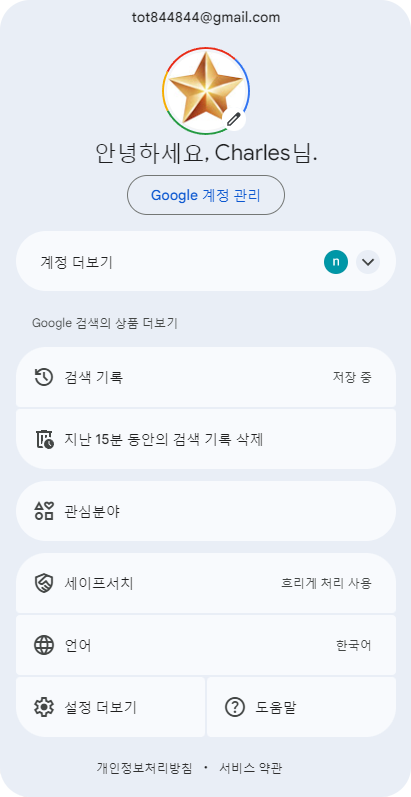 tot844844@gmail.com
안녕하세요, Charles님.
Google 계정 관리
계정 더보기
n
Google 검색의 상품 더보기
검색 기록
저장 중
지난 15분 동안의 검색 기록 삭제
관심분야
세이프서치
흐리게 처리 사용
언어
한국어
설정 더보기
도움말
개인정보처리방침 • 서비스 약관